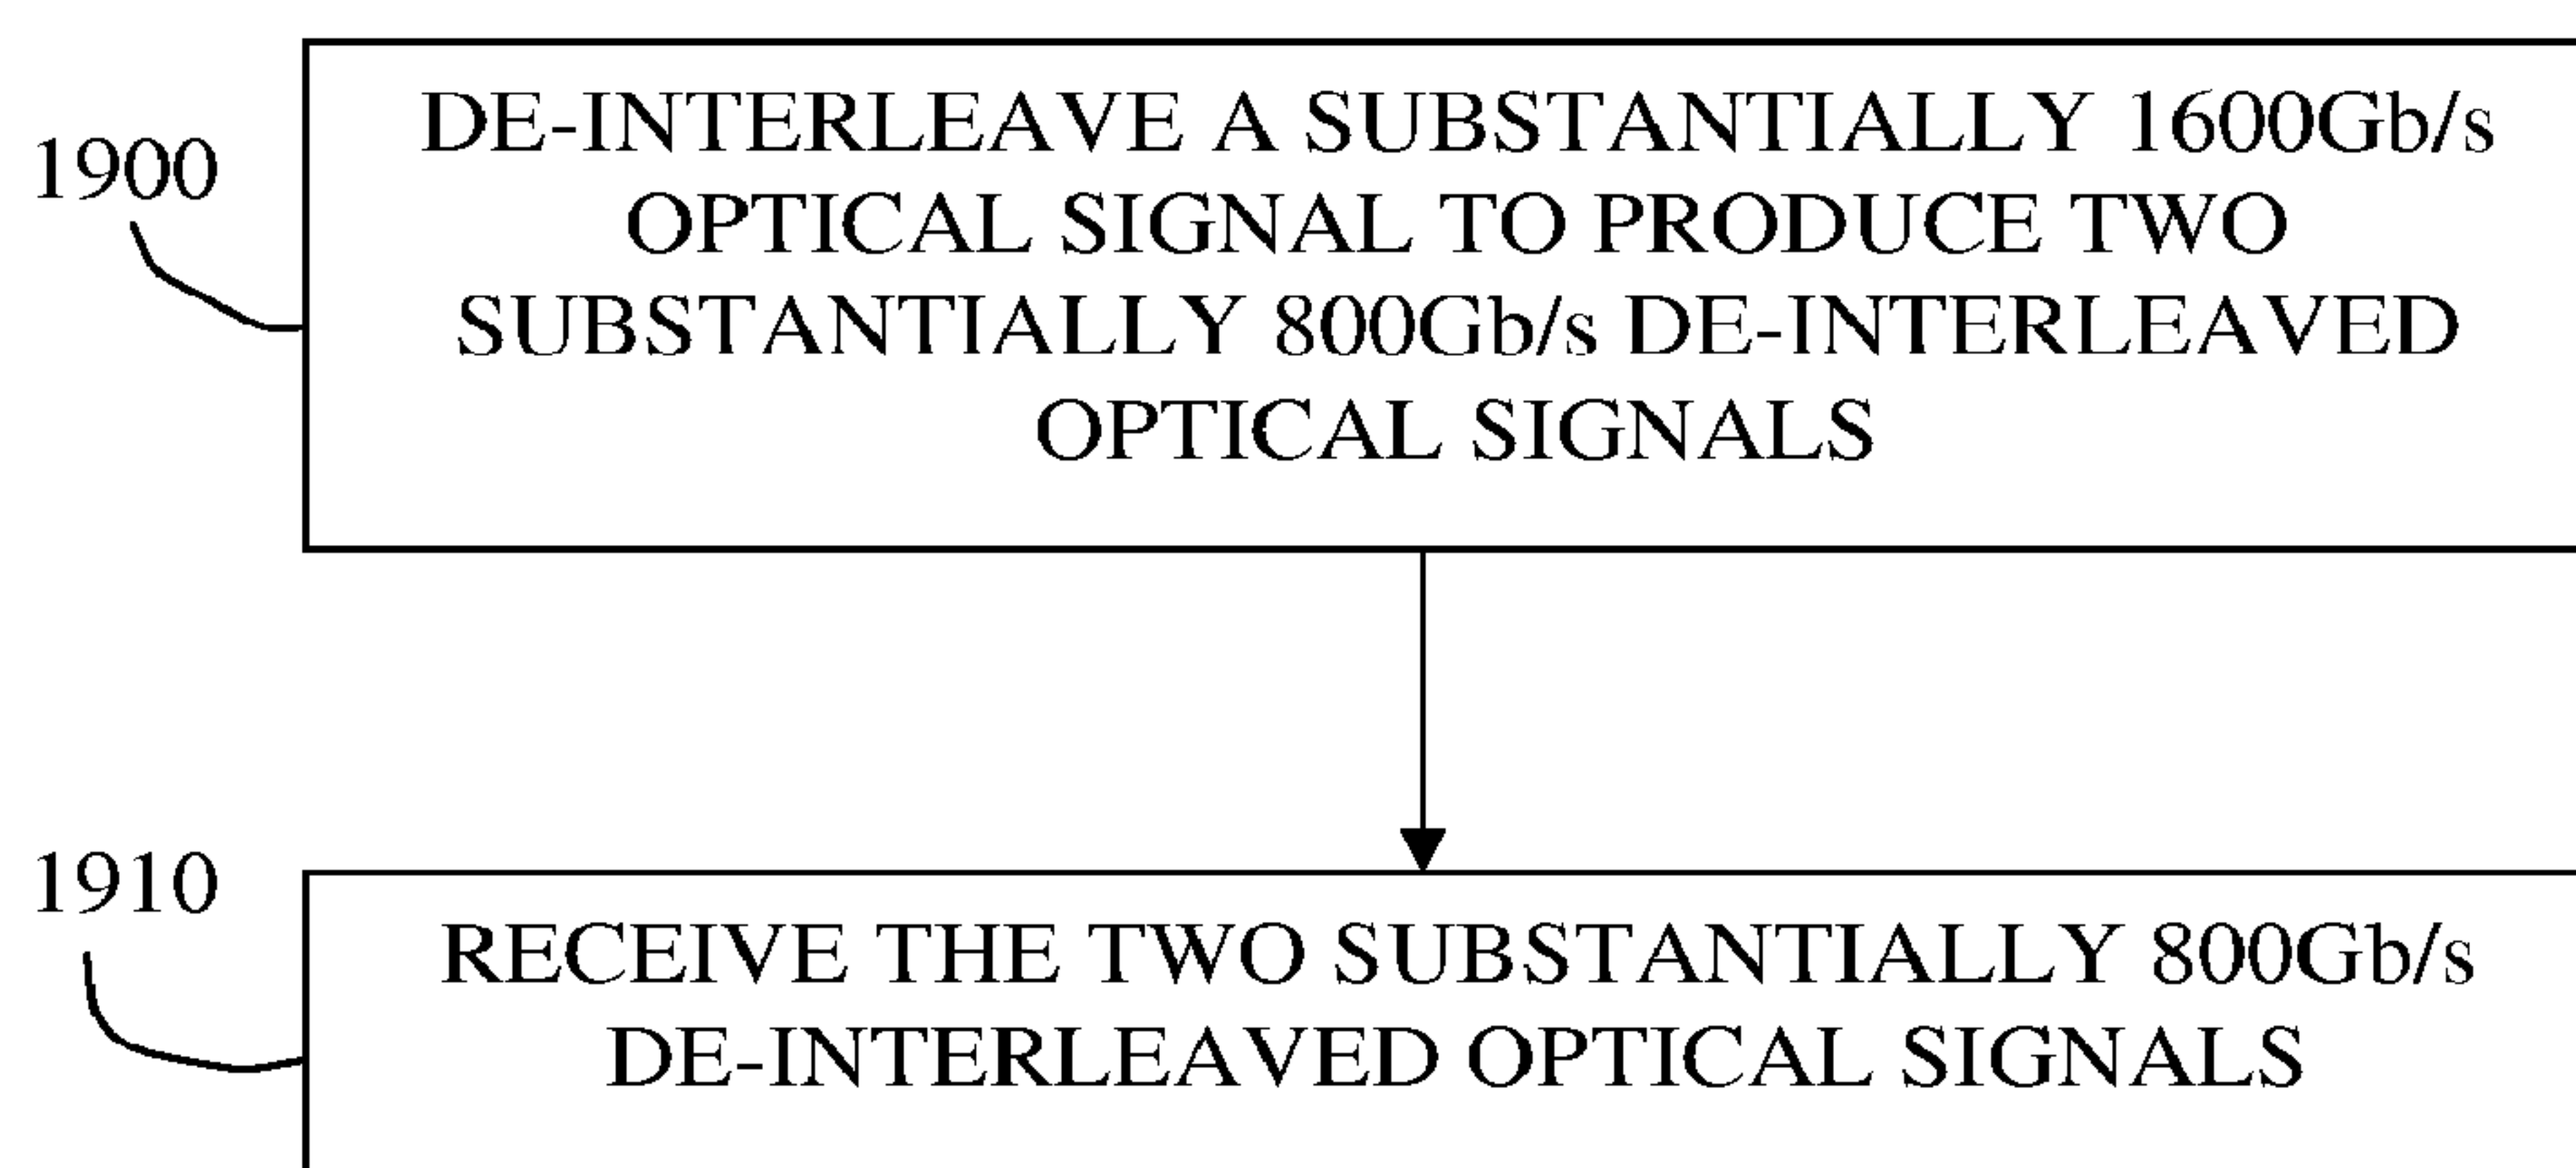 1900
DE-INTERLEAVE A SUBSTANTIALLY 1600Gb/s
OPTICAL SIGNAL TO PRODUCE TWO
SUBSTANTIALLY 800Gb/s DE-INTERLEAVED
OPTICAL SIGNALS
1910
RECEIVE THE TWO SUBSTANTIALLY 800Gb/s
DE-INTERLEAVED OPTICAL SIGNALS